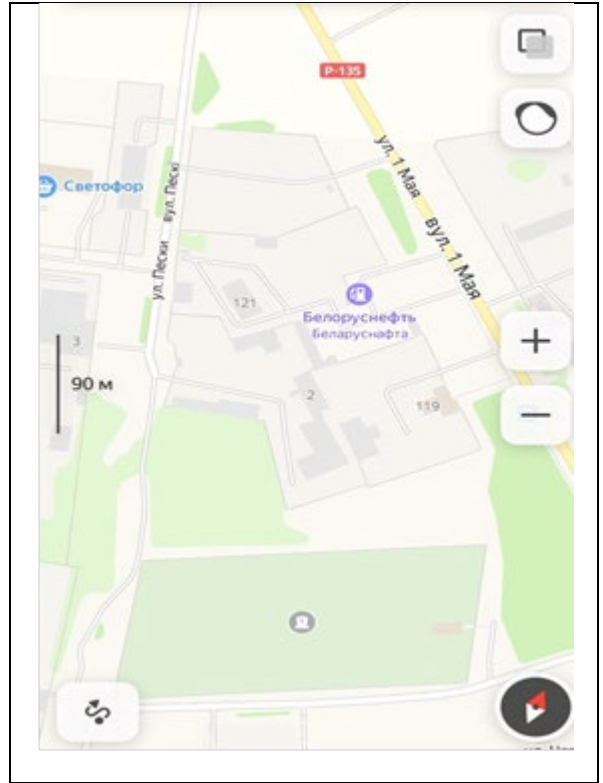 Р-135
ул. 1 Мая вул. 1 Мая
Светофор
ул. Пески вул. Пескі
121
Белоруснефть
Беларуснафта
3
90 м
2
119